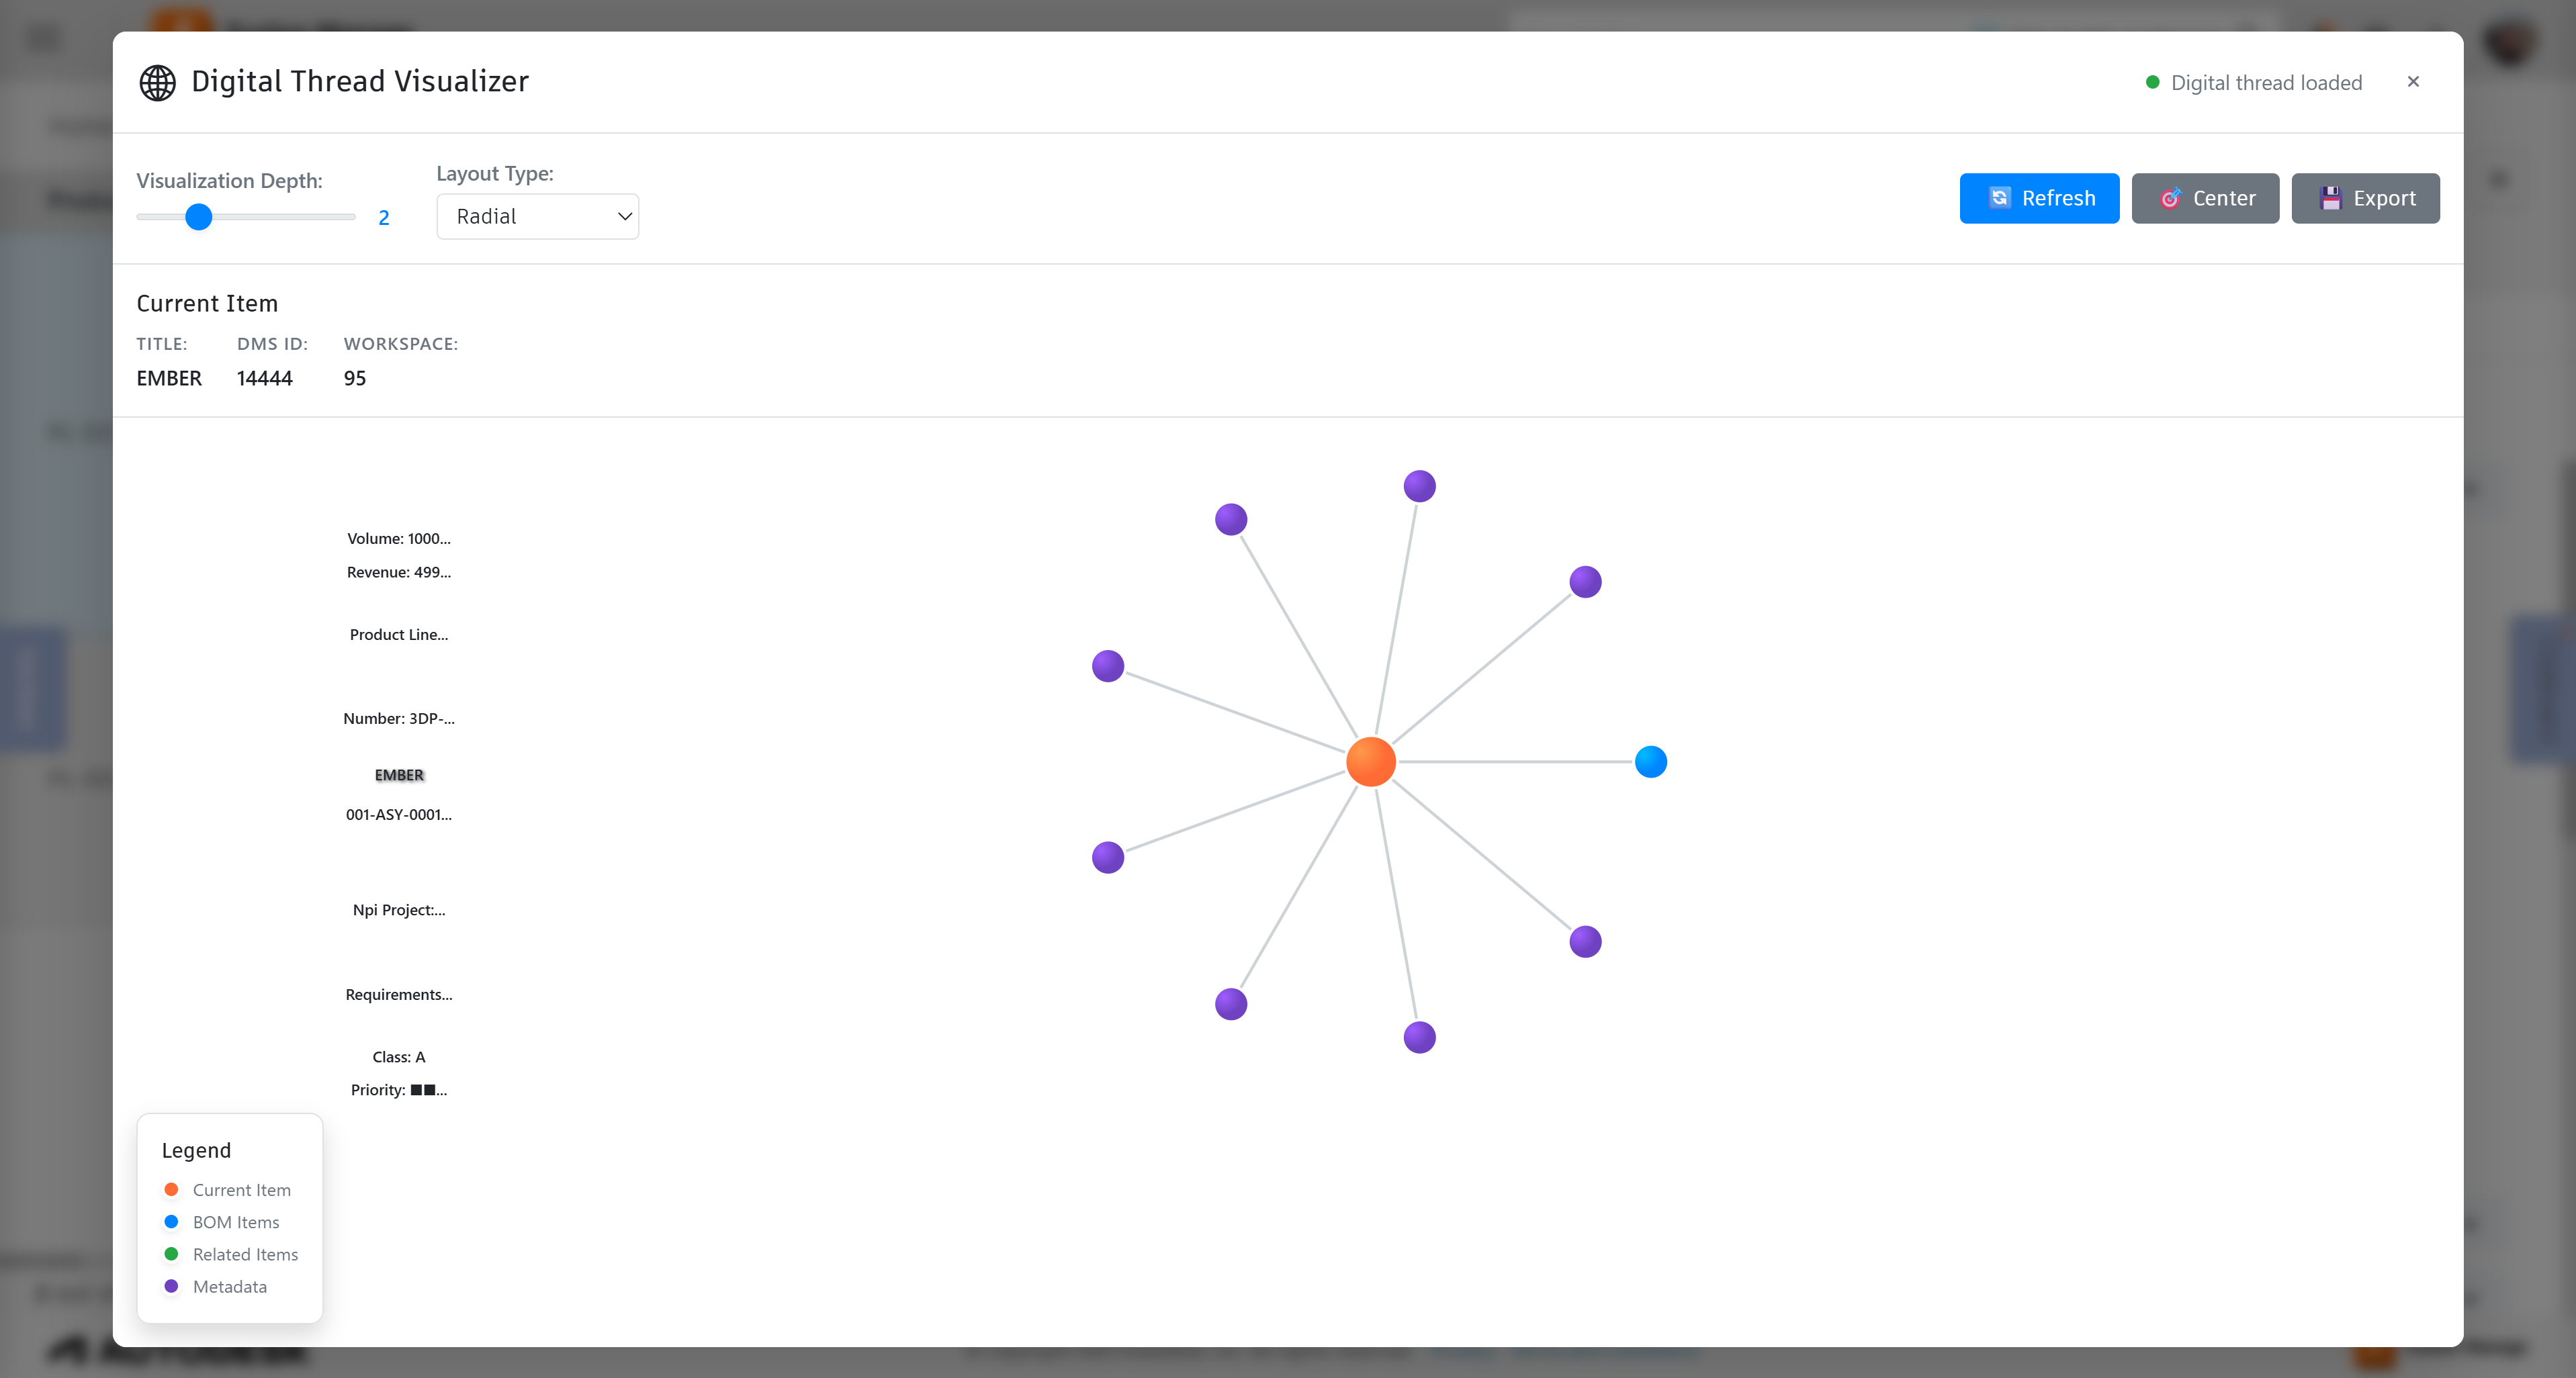 Digital Thread Visualizer
Digital thread loaded
×
Visualization Depth:
2
Layout Type:
Radial
Refresh
Center
Export
Current Item
TITLE:
EMBER
DMS ID:
14444
WORKSPACE:
95
Volume: 1000...
Revenue: 499...
Product Line...
Number: 3DP-...
EMBER
001-ASY-0001...
Npi Project:...
Requirements...
Class: A
Priority: ■■...
Legend
Current Item
BOM Items
Related Items
Metadata
AUTODESK